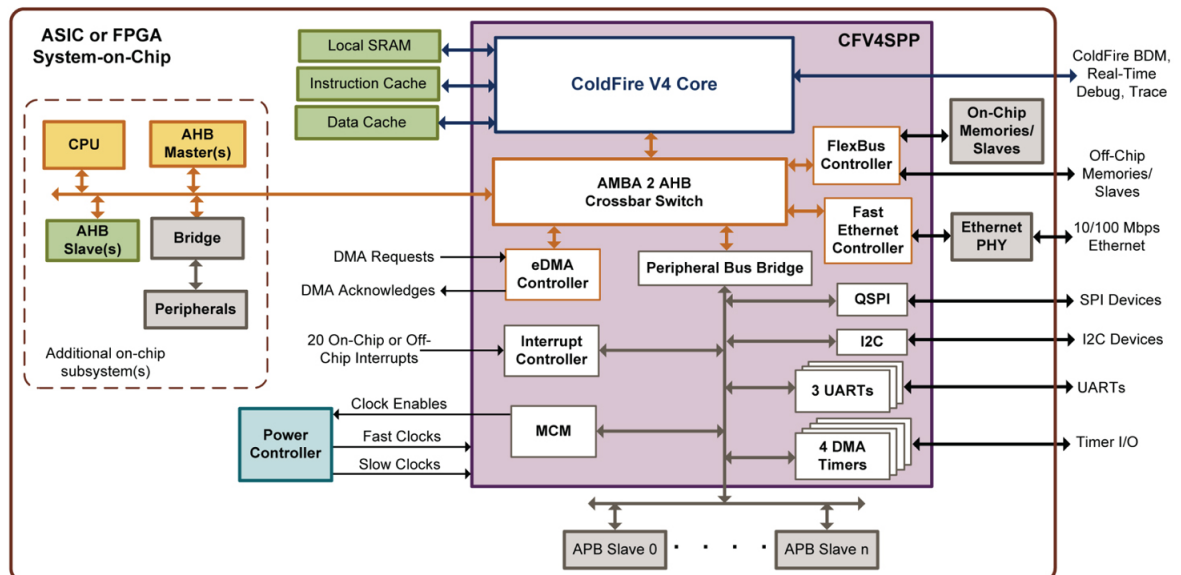 ASIC or FPGA
System-on-Chip
CPU
AHB
Master(s)
AHB
Slave(s)
Bridge
Peripherals
Additional on-chip
subsystem(s)
Local SRAM
Instruction Cache
Data Cache
CFV4SPP
ColdFire V4 Core
AMBA 2 AHB
Crossbar Switch
FlexBus
Controller
Fast
Ethernet
Controller
eDMA
Controller
Peripheral Bus Bridge
QSPI
I2C
3 UARTs
4 DMA
Timers
Interrupt
Controller
MCM
DMA Requests
DMA Acknowledges
20 On-Chip or Off-
Chip Interrupts
Clock Enables
Fast Clocks
Slow Clocks
Power
Controller
ColdFire BDM,
Real-Time
Debug, Trace
On-Chip
Memories/
Slaves
Off-Chip
Memories/
Slaves
Ethernet
PHY
10/100 Mbps
Ethernet
SPI Devices
I2C Devices
UARTs
Timer I/O
APB Slave 0
. . . . .
APB Slave n